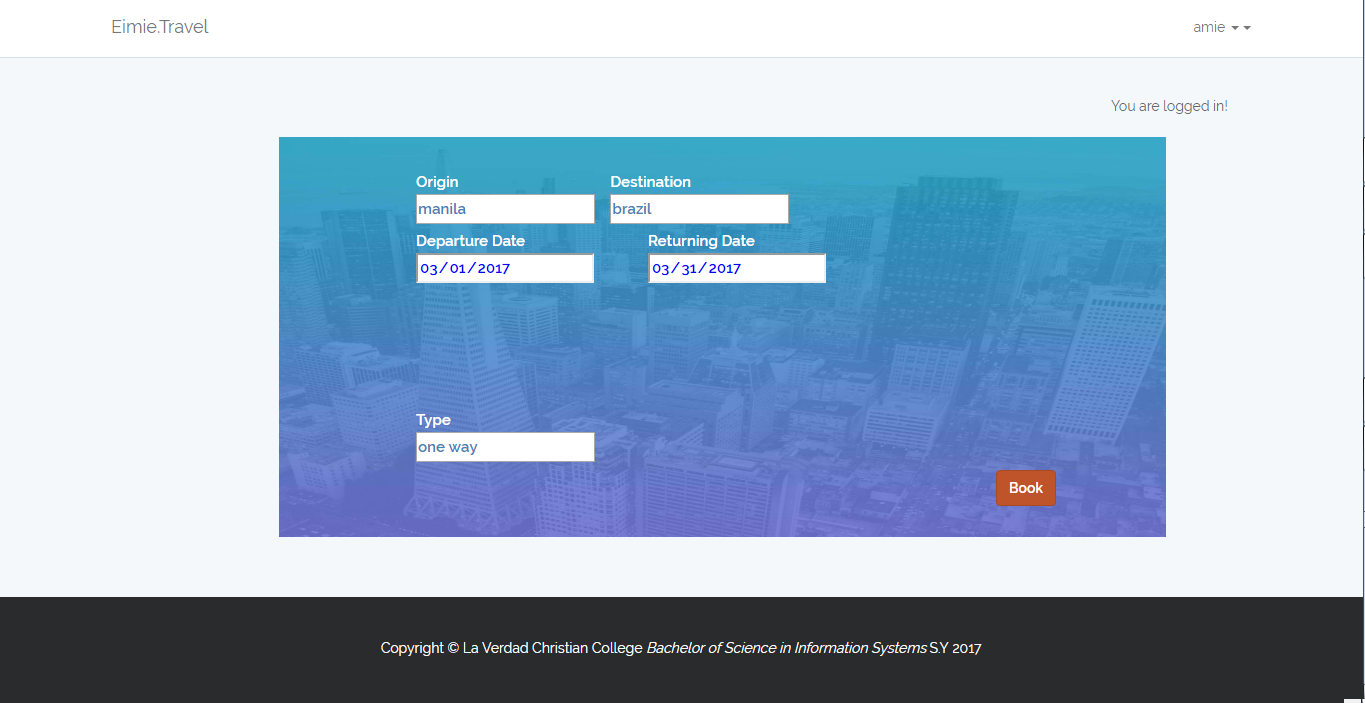 Eimie.Travel
amie
You are logged in!
Origin Destination
manila brazil
Departure Date Returning Date
03/01/2017 03/31/2017
Type
one way
Book
Copyright © La Verdad Christian College Bachelor of Science in Information Systems S.Y 2017